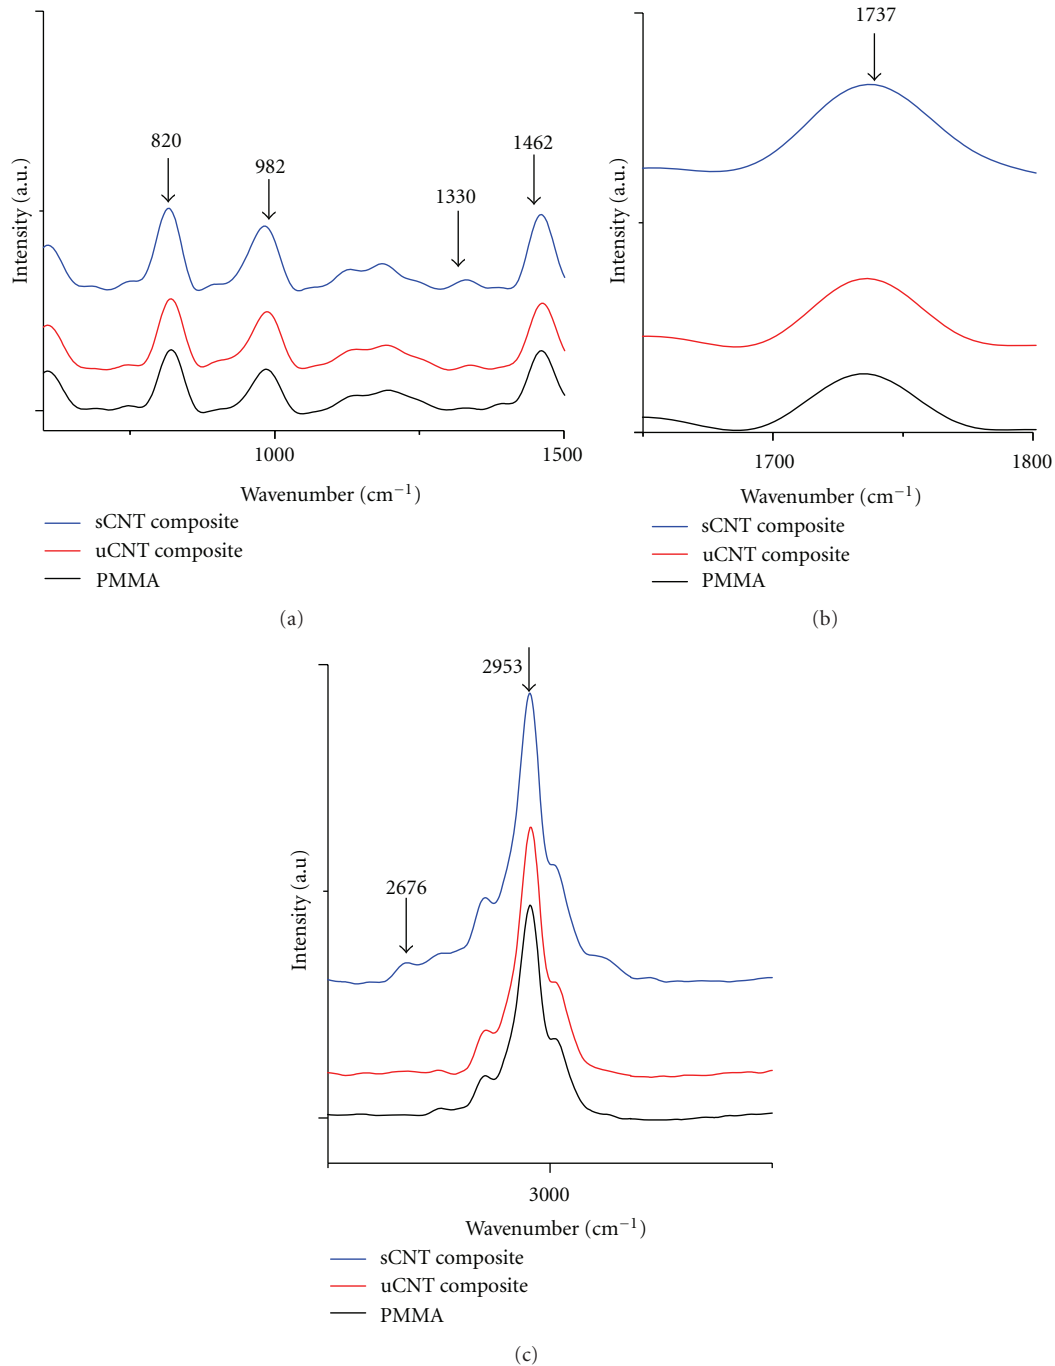 820
982
1330
1462
Intensity (a.u.)
1000
1500
Wavenumber (cm⁻¹)
sCNT composite
uCNT composite
PMMA
(a)
1737
Intensity (a.u.)
1700
1800
Wavenumber (cm⁻¹)
sCNT composite
uCNT composite
PMMA
(b)
2953
2676
Intensity (a.u)
3000
Wavenumber (cm⁻¹)
sCNT composite
uCNT composite
PMMA
(c)